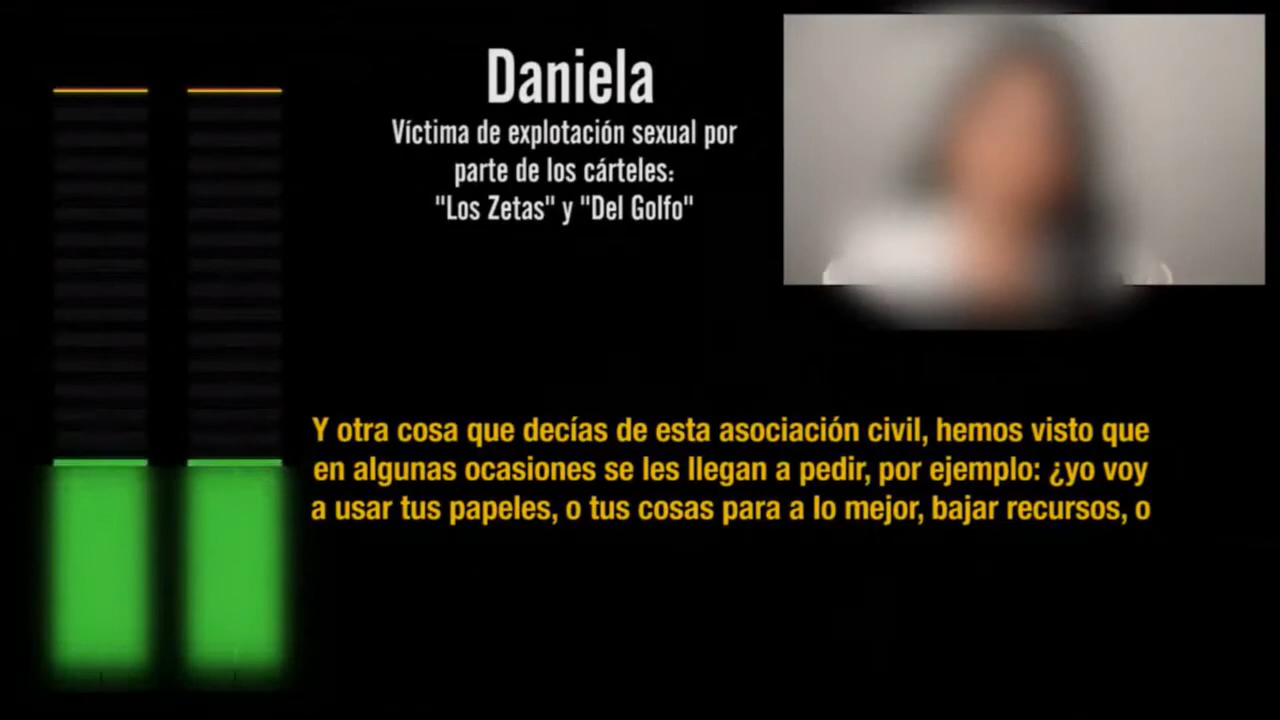 Daniela
Víctima de explotación sexual por
parte de los cárteles:
"Los Zetas" y "Del Golfo"
Y otra cosa que decías de esta asociación civil, hemos visto que
en algunas ocasiones se les llegan a pedir, por ejemplo: ¿yo voy
a usar tus papeles, o tus cosas para a lo mejor, bajar recursos, o